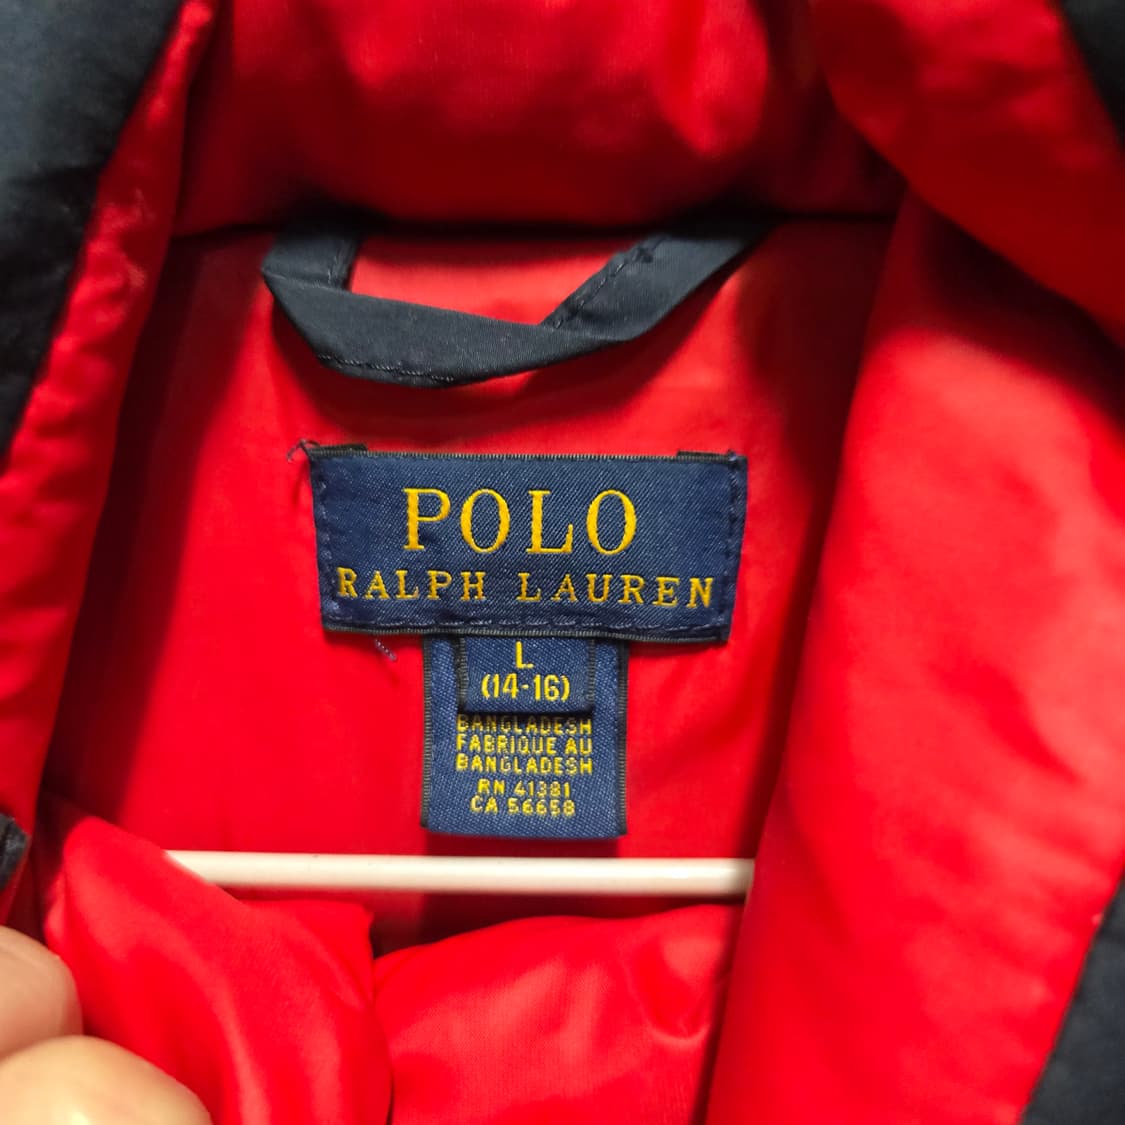 POLO
RALPH LAUREN
L
(14-16)
BANGLADESH
FABRIQUE AU
BANGLADESH
RN 41381
CA 56658